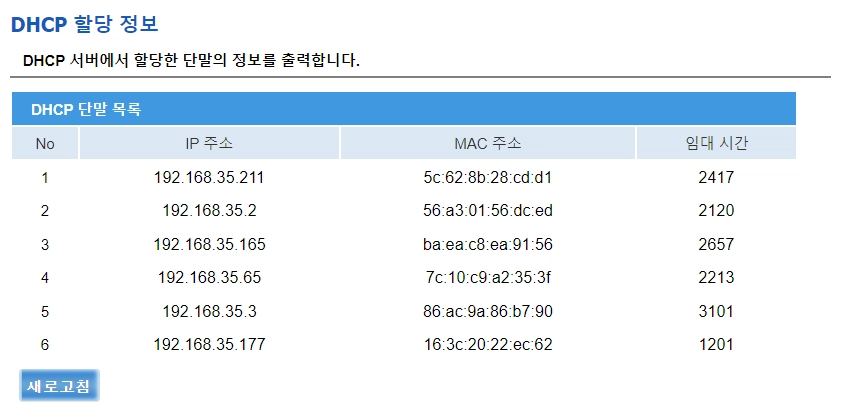 DHCP 할당 정보
DHCP 서버에서 할당한 단말의 정보를 출력합니다.
DHCP 단말 목록
No IP 주소 MAC 주소 임대 시간
1 192.168.35.211 5c:62:8b:28:cd:d1 2417
2 192.168.35.2 56:a3:01:56:dc:ed 2120
3 192.168.35.165 ba:ea:c8:ea:91:56 2657
4 192.168.35.65 7c:10:c9:a2:35:3f 2213
5 192.168.35.3 86:ac:9a:86:b7:90 3101
6 192.168.35.177 16:3c:20:22:ec:62 1201
새로고침